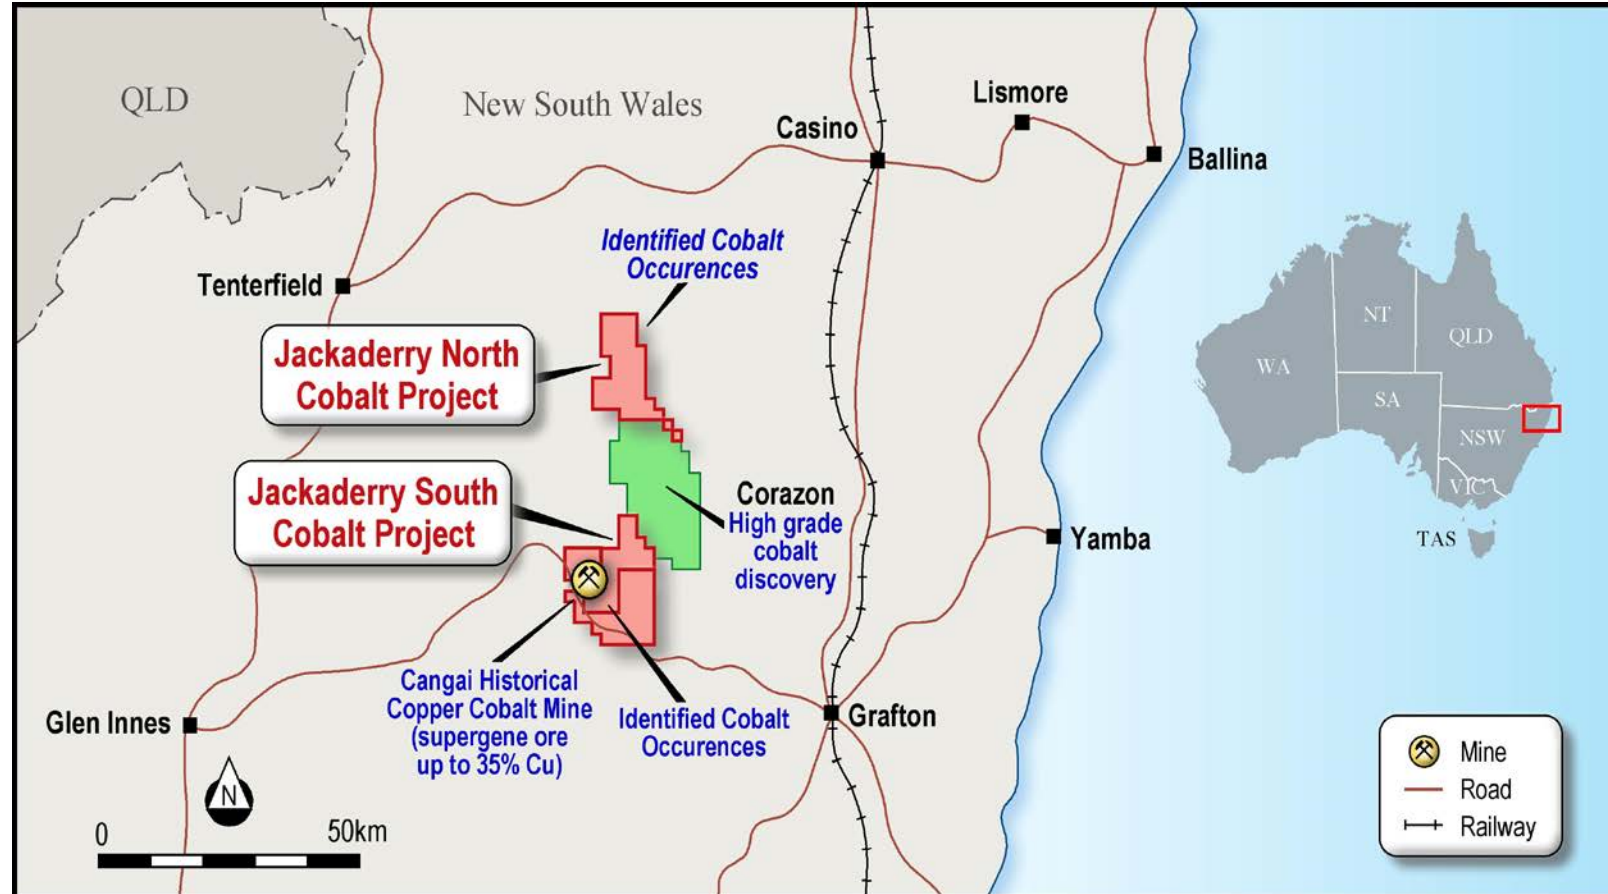 QLD
New South Wales
Lismore
Casino
Ballina
Identified Cobalt
Occurences
Tenterfield
Jackaderry North
Cobalt Project
Jackaderry South
Cobalt Project
Corazon
High grade
cobalt
discovery
Yamba
Cangai Historical
Copper Cobalt Mine
(supergene ore
up to 35% Cu)
Identified Cobalt
Occurences
Grafton
Glen Innes
N
0
50km
WA
NT
QLD
SA
NSW
VIC
TAS
Mine
Road
Railway